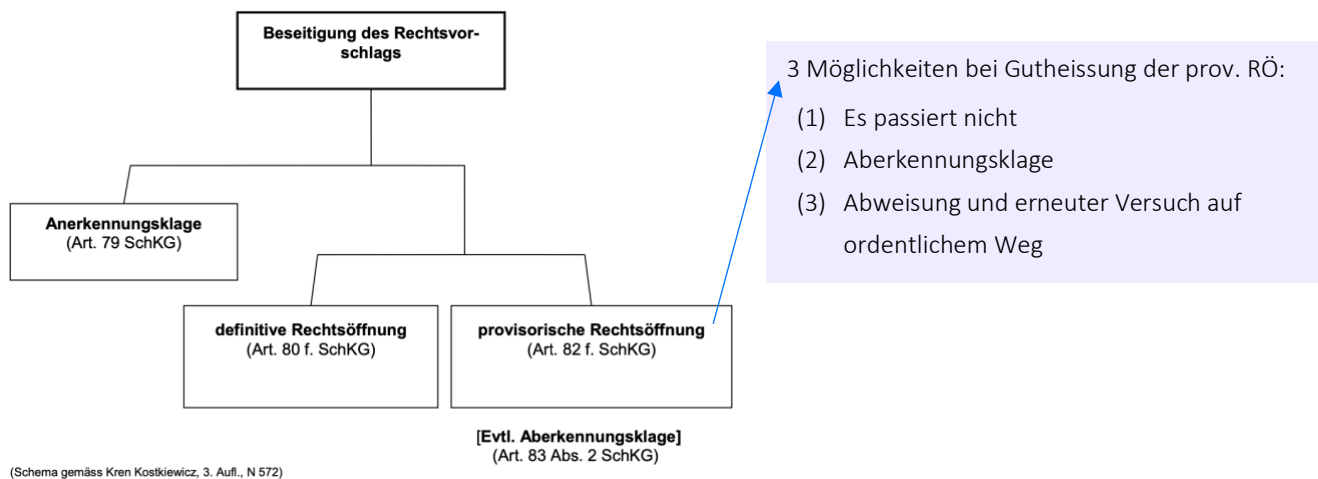 Beseitigung des Rechtsvor-
schlags
3 Möglichkeiten bei Gutheissung der prov. RÖ:
(1) Es passiert nicht
(2) Aberkennungsklage
(3) Abweisung und erneuter Versuch auf
ordentlichem Weg
Anerkennungsklage
(Art. 79 SchKG)
definitive Rechtsöffnung
(Art. 80 f. SchKG)
provisorische Rechtsöffnung
(Art. 82 f. SchKG)
[Evtl. Aberkennungsklage]
(Art. 83 Abs. 2 SchKG)
(Schema gemäss Kren Kostkiewicz, 3. Aufl., N 572)